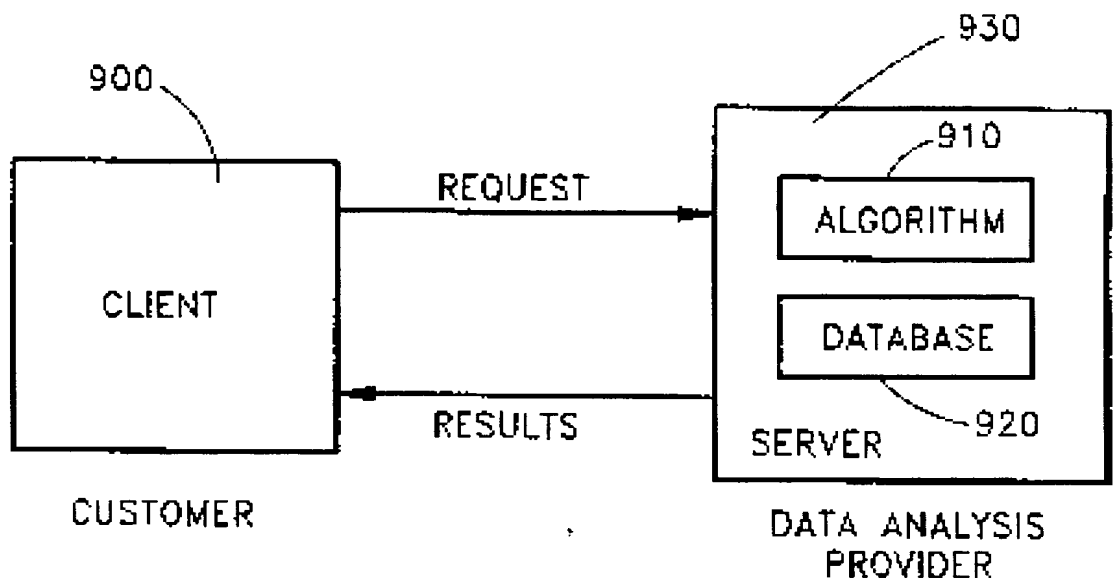 930
900
910
REQUEST
ALGORITHM
CLIENT
DATABASE
RESULTS
920
SERVER
CUSTOMER
DATA ANALYSIS
PROVIDER